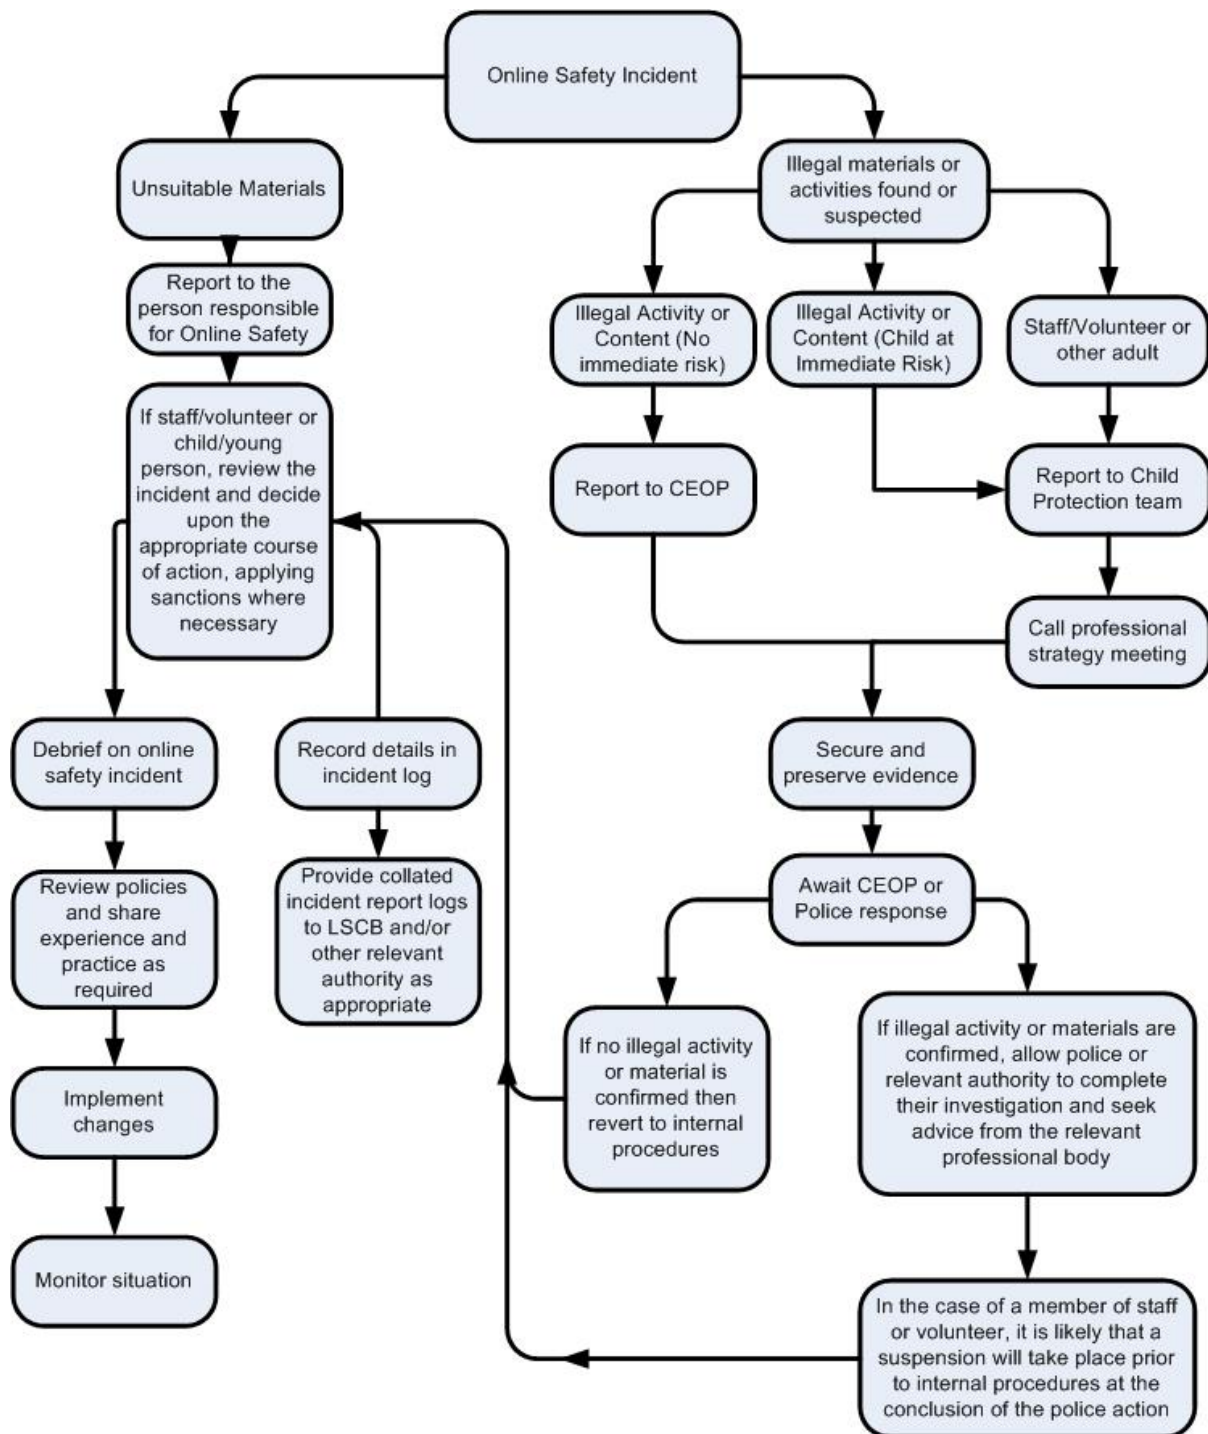 Online Safety Incident
Unsuitable Materials
Illegal materials or
activities found or
suspected
Report to the
person responsible
for Online Safety
Illegal Activity or
Content (No
immediate risk)
Illegal Activity or
Content (Child at
Immediate Risk)
Staff/Volunteer or
other adult
If staff/volunteer or
child/young
person, review the
incident and decide
upon the
appropriate course
of action, applying
sanctions where
necessary
Report to CEOP
Report to Child
Protection team
Call professional
strategy meeting
Debrief on online
safety incident
Record details in
incident log
Secure and
preserve evidence
Review policies
and share
experience and
practice as
required
Provide collated
incident report logs
to LSCB and/or
other relevant
authority as
appropriate
Await CEOP or
Police response
If no illegal activity
or material is
confirmed then
revert to internal
procedures
If illegal activity or materials are
confirmed, allow police or
relevant authority to complete
their investigation and seek
advice from the relevant
professional body
Implement
changes
Monitor situation
In the case of a member of staff
or volunteer, it is likely that a
suspension will take place prior
to internal procedures at the
conclusion of the police action